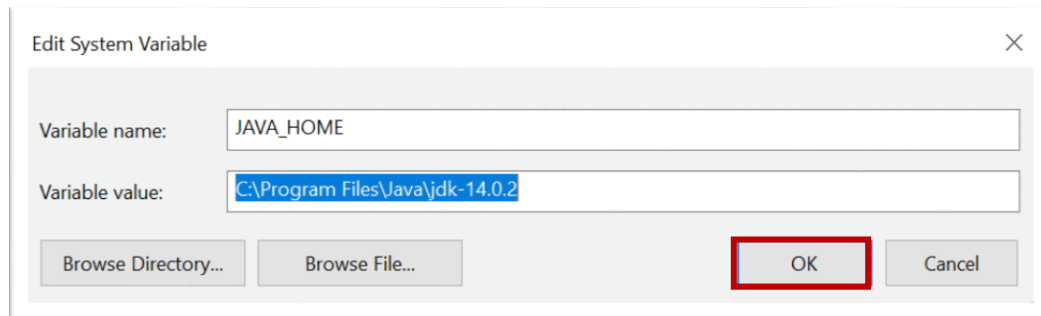 Edit System Variable
Variable name: JAVA_HOME
Variable value: C:\Program Files\Java\jdk-14.0.2
Browse Directory... Browse File... OK Cancel